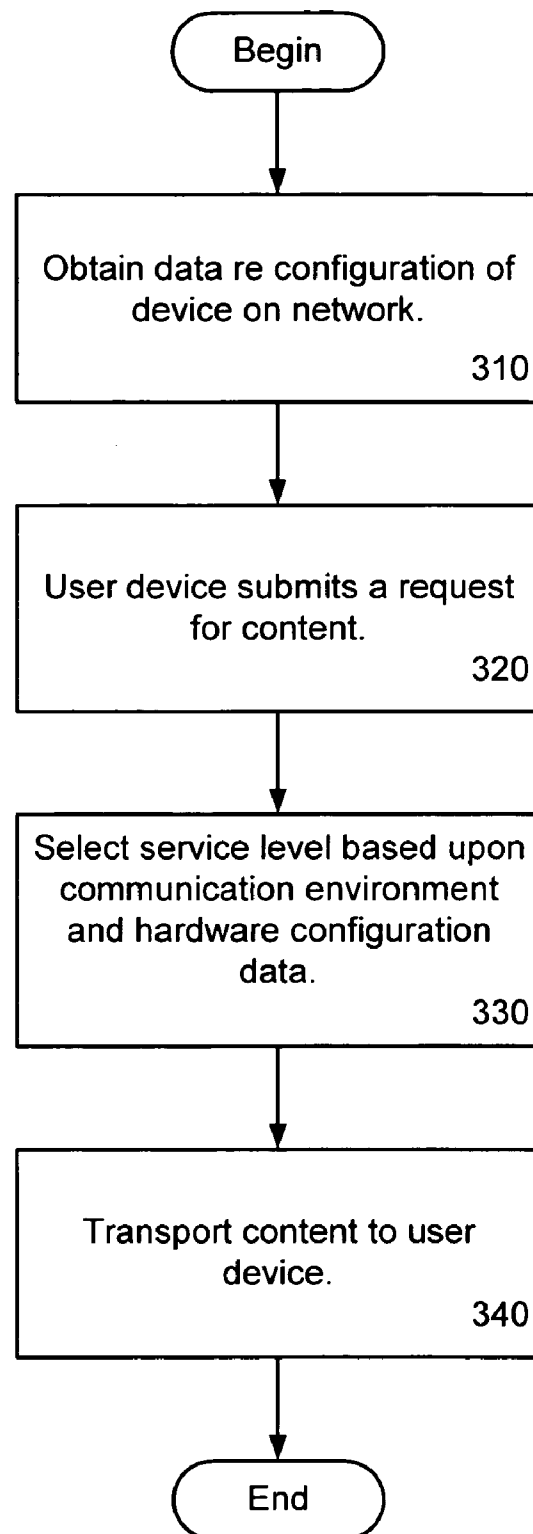 Begin
Obtain data re configuration of
device on network.
310
User device submits a request
for content.
320
Select service level based upon
communication environment
and hardware configuration
data.
330
Transport content to user
device.
340
End